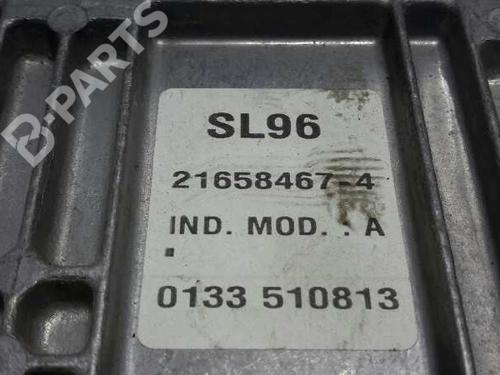 B-PARTS
SL96
21658467-4
IND. MOD. : A
0133 510813